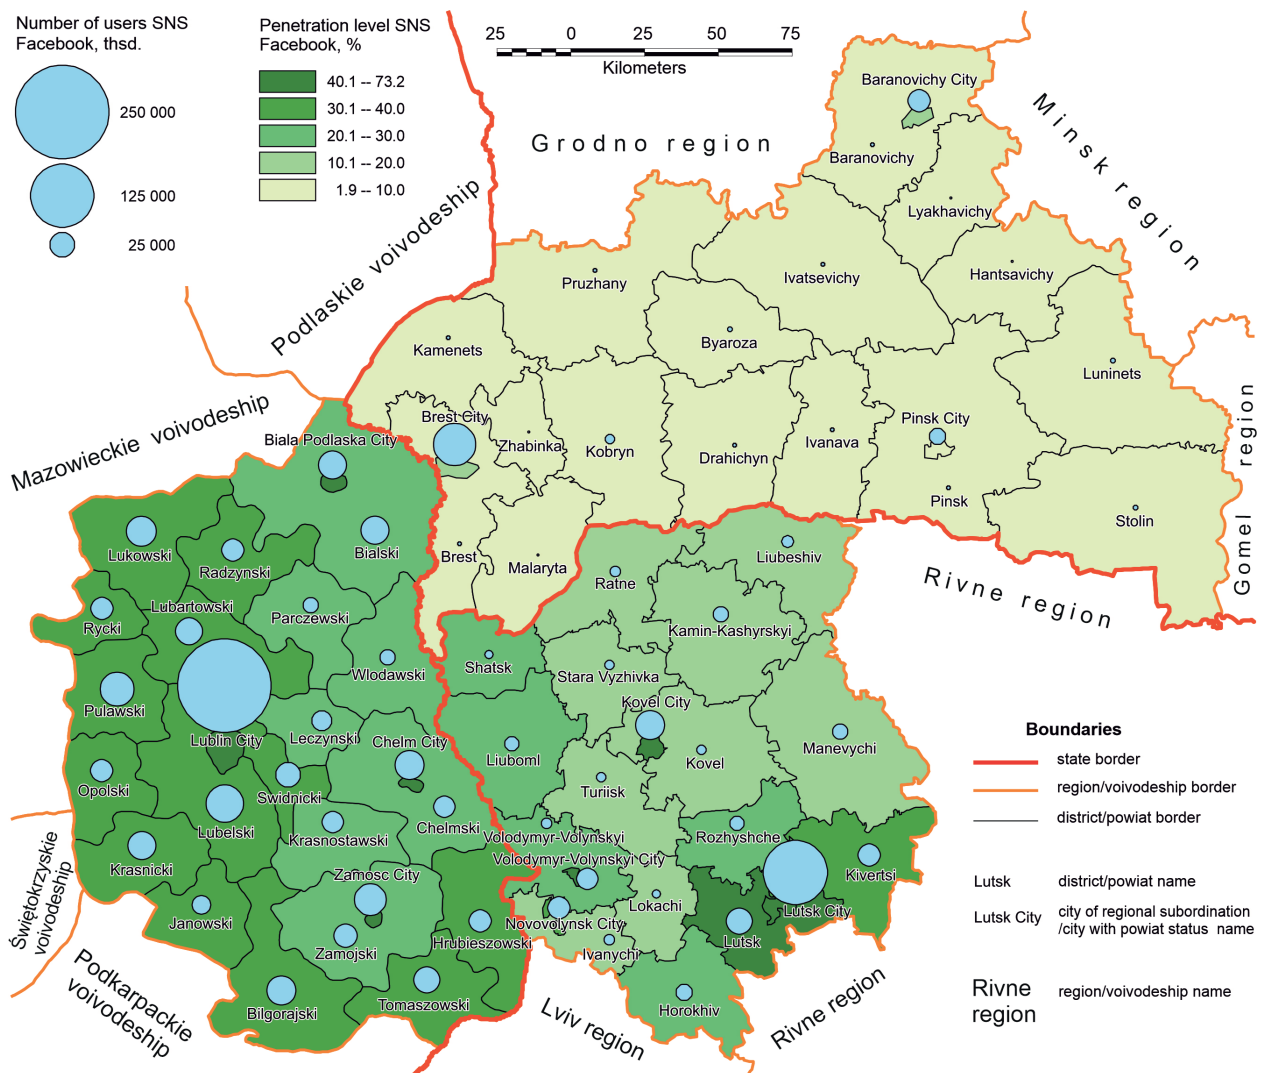 Number of users SNS
Facebook, thsd.
250 000
125 000
25 000
Penetration level SNS
Facebook, %
40.1 -- 73.2
30.1 -- 40.0
20.1 -- 30.0
10.1 -- 20.0
1.9 -- 10.0
25 0 25 50 75
Kilometers
Grodno region
Minsk region
Podlaskie voivodeship
Mazowieckie voivodeship
Gomel region
Rivne region
Baranovichy City
Baranovichy
Lyakhavichy
Hantsavichy
Ivatsevichy
Pruzhany
Byaroza
Kamenets
Luninets
Brest City
Zhabinka
Kobryn
Drahichyn
Ivanava
Pinsk City
Pinsk
Stolin
Brest
Malaryta
Biala Podlaska City
Bialski
Lukowski
Radzynski
Lubartowski
Rycki
Parczewski
Wlodawski
Pulawski
Lublin City
Leczynski
Chelm City
Opolski
Swidnicki
Lubelski
Krasnostawski
Chelmski
Krasnicki
Zamosc City
Janowski
Zamojski
Hrubieszowski
Bilgorajski
Tomaszowski
Liubeshiv
Ratne
Kamin-Kashyrskyi
Shatsk
Stara Vyzhivka
Kovel City
Manevychi
Liuboml
Kovel
Turiisk
Volodymyr-Volynskyi
Rozhyshche
Volodymyr-Volynskyi City
Kivertsi
Lokachi
Lutsk City
Novovolynsk City
Lutsk
Ivanychi
Horokhiv
Świętokrzyskie
voivodeship
Podkarpackie
voivodeship
Lviv region
Rivne region
Boundaries
state border
region/voivodeship border
district/powiat border
Lutsk district/powiat name
Lutsk City city of regional subordination
/city with powiat status name
Rivne
region region/voivodeship name